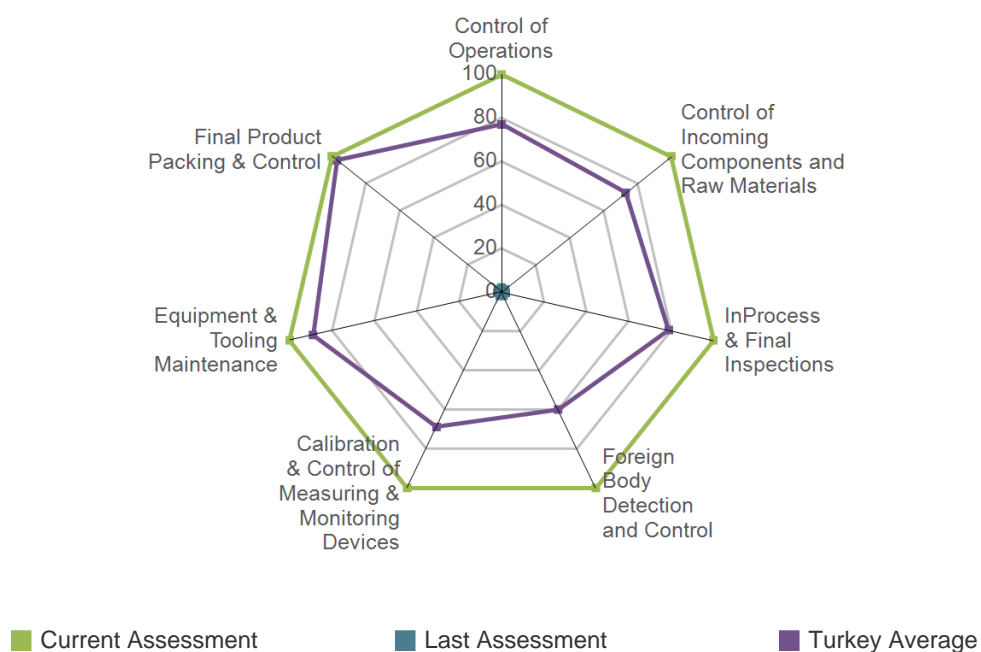 Control of
Operations
100
80
60
40
20
0
Control of
Incoming
Components and
Raw Materials
InProcess
& Final
Inspections
Foreign
Body
Detection
and Control
Calibration
& Control of
Measuring &
Monitoring
Devices
Equipment &
Tooling
Maintenance
Final Product
Packing & Control
Current Assessment
Last Assessment
Turkey Average